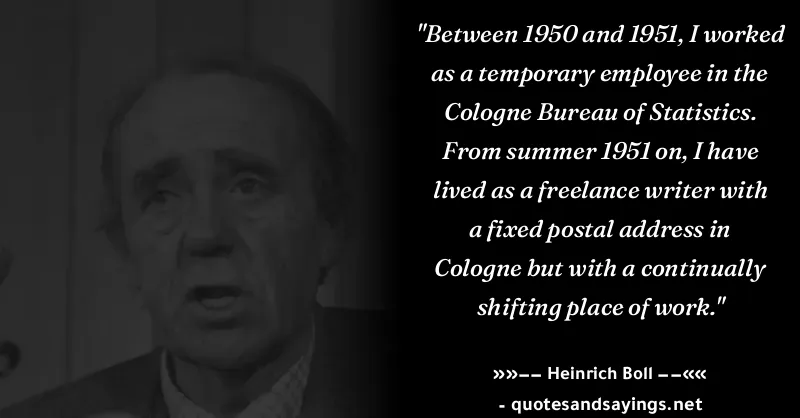 "Between 1950 and 1951, I worked
as a temporary employee in the
Cologne Bureau of Statistics.
From summer 1951 on, I have
lived as a freelance writer with
a fixed postal address in
Cologne but with a continually
shifting place of work."
»»–– Heinrich Boll ––««
- quotesandsayings.net